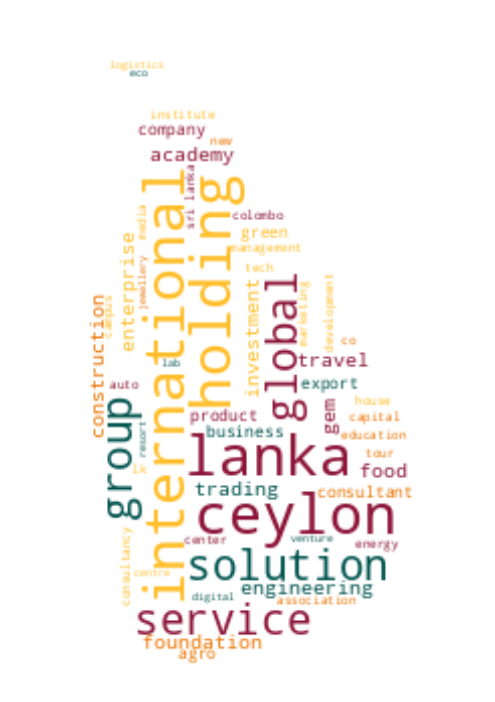 logistics
eco
institute
company
new
academy
sri lanka
international
holding
media
colombo
green
management
enterprise
jewellery
tech
global
investment
marketing
development
construction
campus
co
travel
lab
auto
export
group
house
gem
product
capital
resort
business
education
lanka
tour
lk
food
trading
consultant
ceylon
consultancy
center
venture
energy
solution
centre
engineering
digital
association
service
foundation
agro